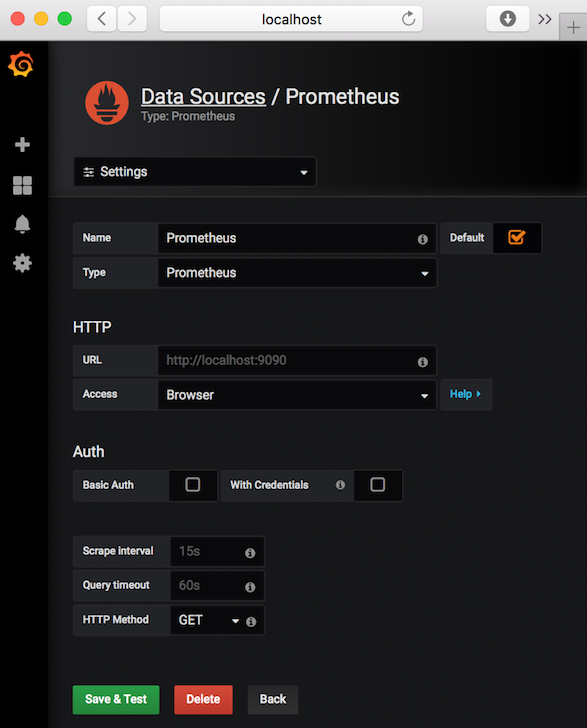 localhost
Data Sources / Prometheus
Type: Prometheus
Settings
Name Prometheus Default
Type Prometheus
HTTP
URL http://localhost:9090
Access Browser Help
Auth
Basic Auth With Credentials
Scrape interval 15s
Query timeout 60s
HTTP Method GET
Save & Test Delete Back